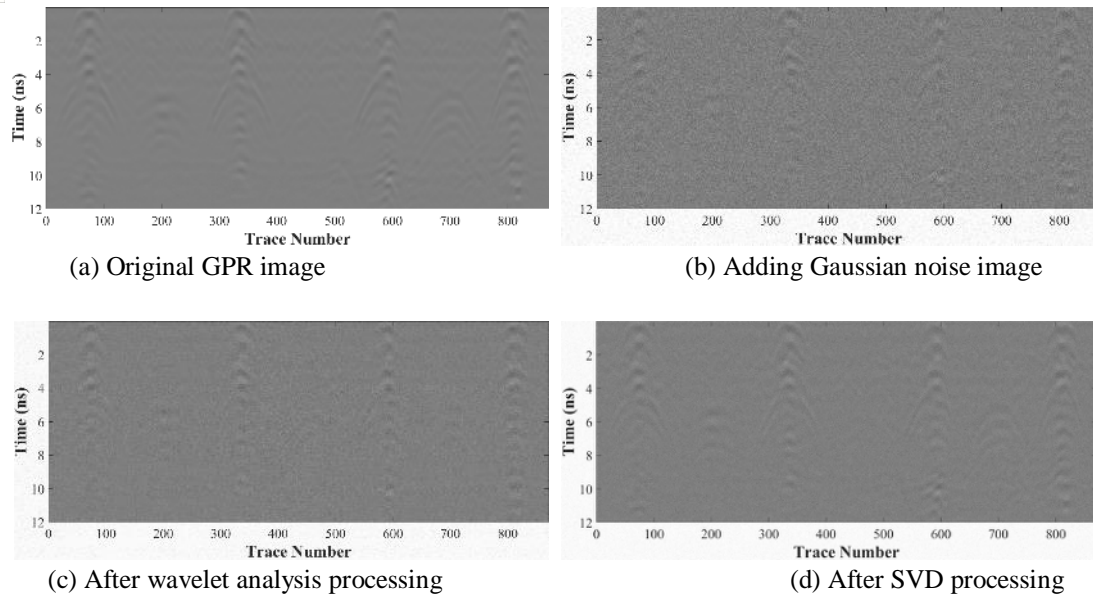 2
4
6
8
10
12
Time (ns)
0 100 200 300 400 500 600 700 800
Trace Number
(a) Original GPR image
2
4
6
8
10
12
Time (ns)
0 100 200 300 400 500 600 700 800
Trace Number
(b) Adding Gaussian noise image
2
4
6
8
10
12
Time (ns)
0 100 200 300 400 500 600 700 800
Trace Number
(c) After wavelet analysis processing
2
4
6
8
10
12
Time (ns)
0 100 200 300 400 500 600 700 800
Trace Number
(d) After SVD processing